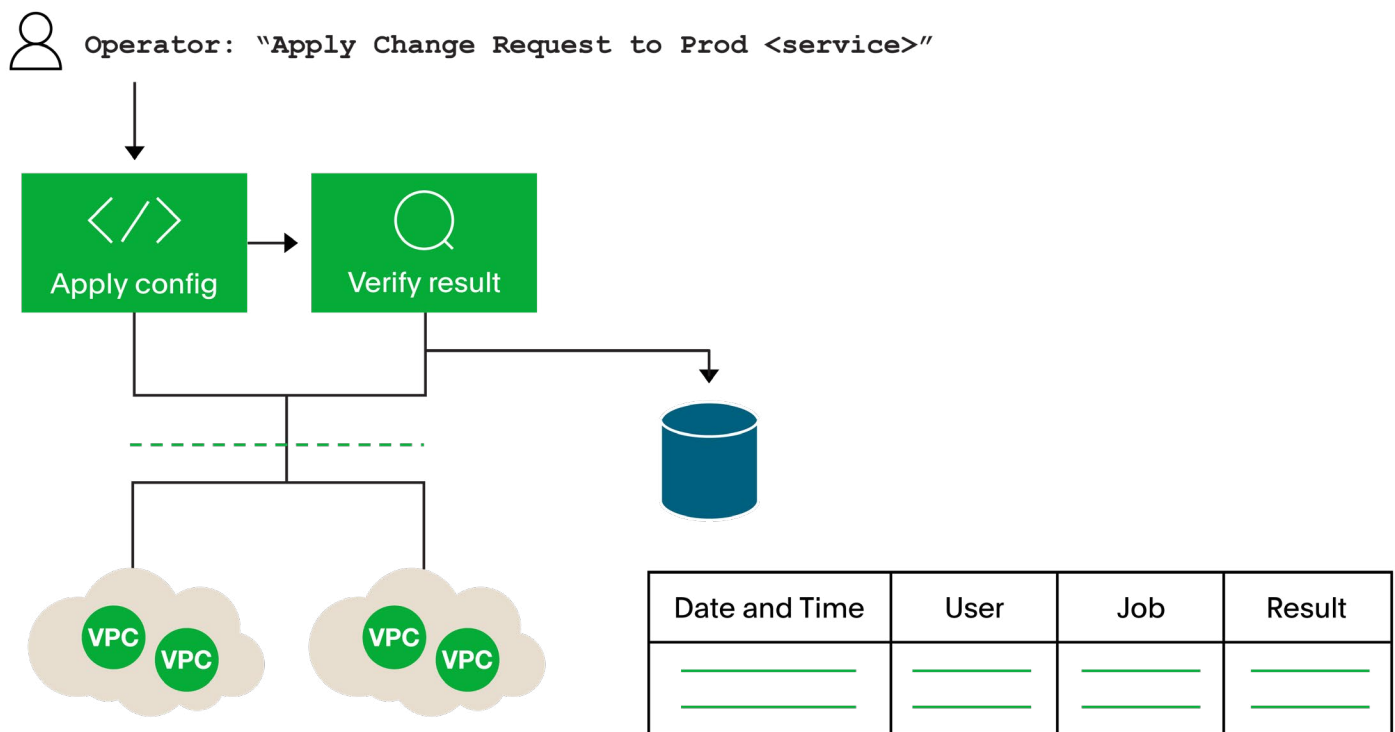 Operator: “Apply Change Request to Prod <service>”
</>
Apply config
Verify result
VPC
VPC
VPC
VPC
Date and Time User Job Result